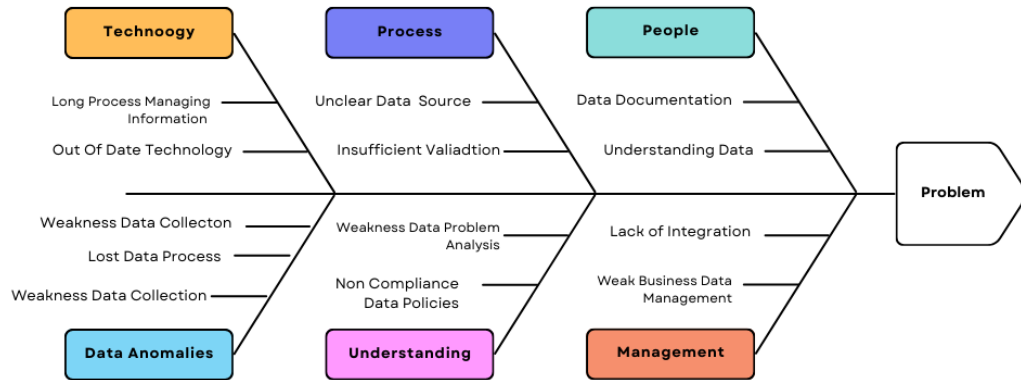 Technoogy
Process
People
Long Process Managing
Information
Unclear Data Source
Data Documentation
Out Of Date Technology
Insufficient Valiadtion
Understanding Data
Problem
Weakness Data Collecton
Lost Data Process
Weakness Data Collection
Weakness Data Problem
Analysis
Non Compliance
Data Policies
Lack of Integration
Weak Business Data
Management
Data Anomalies
Understanding
Management